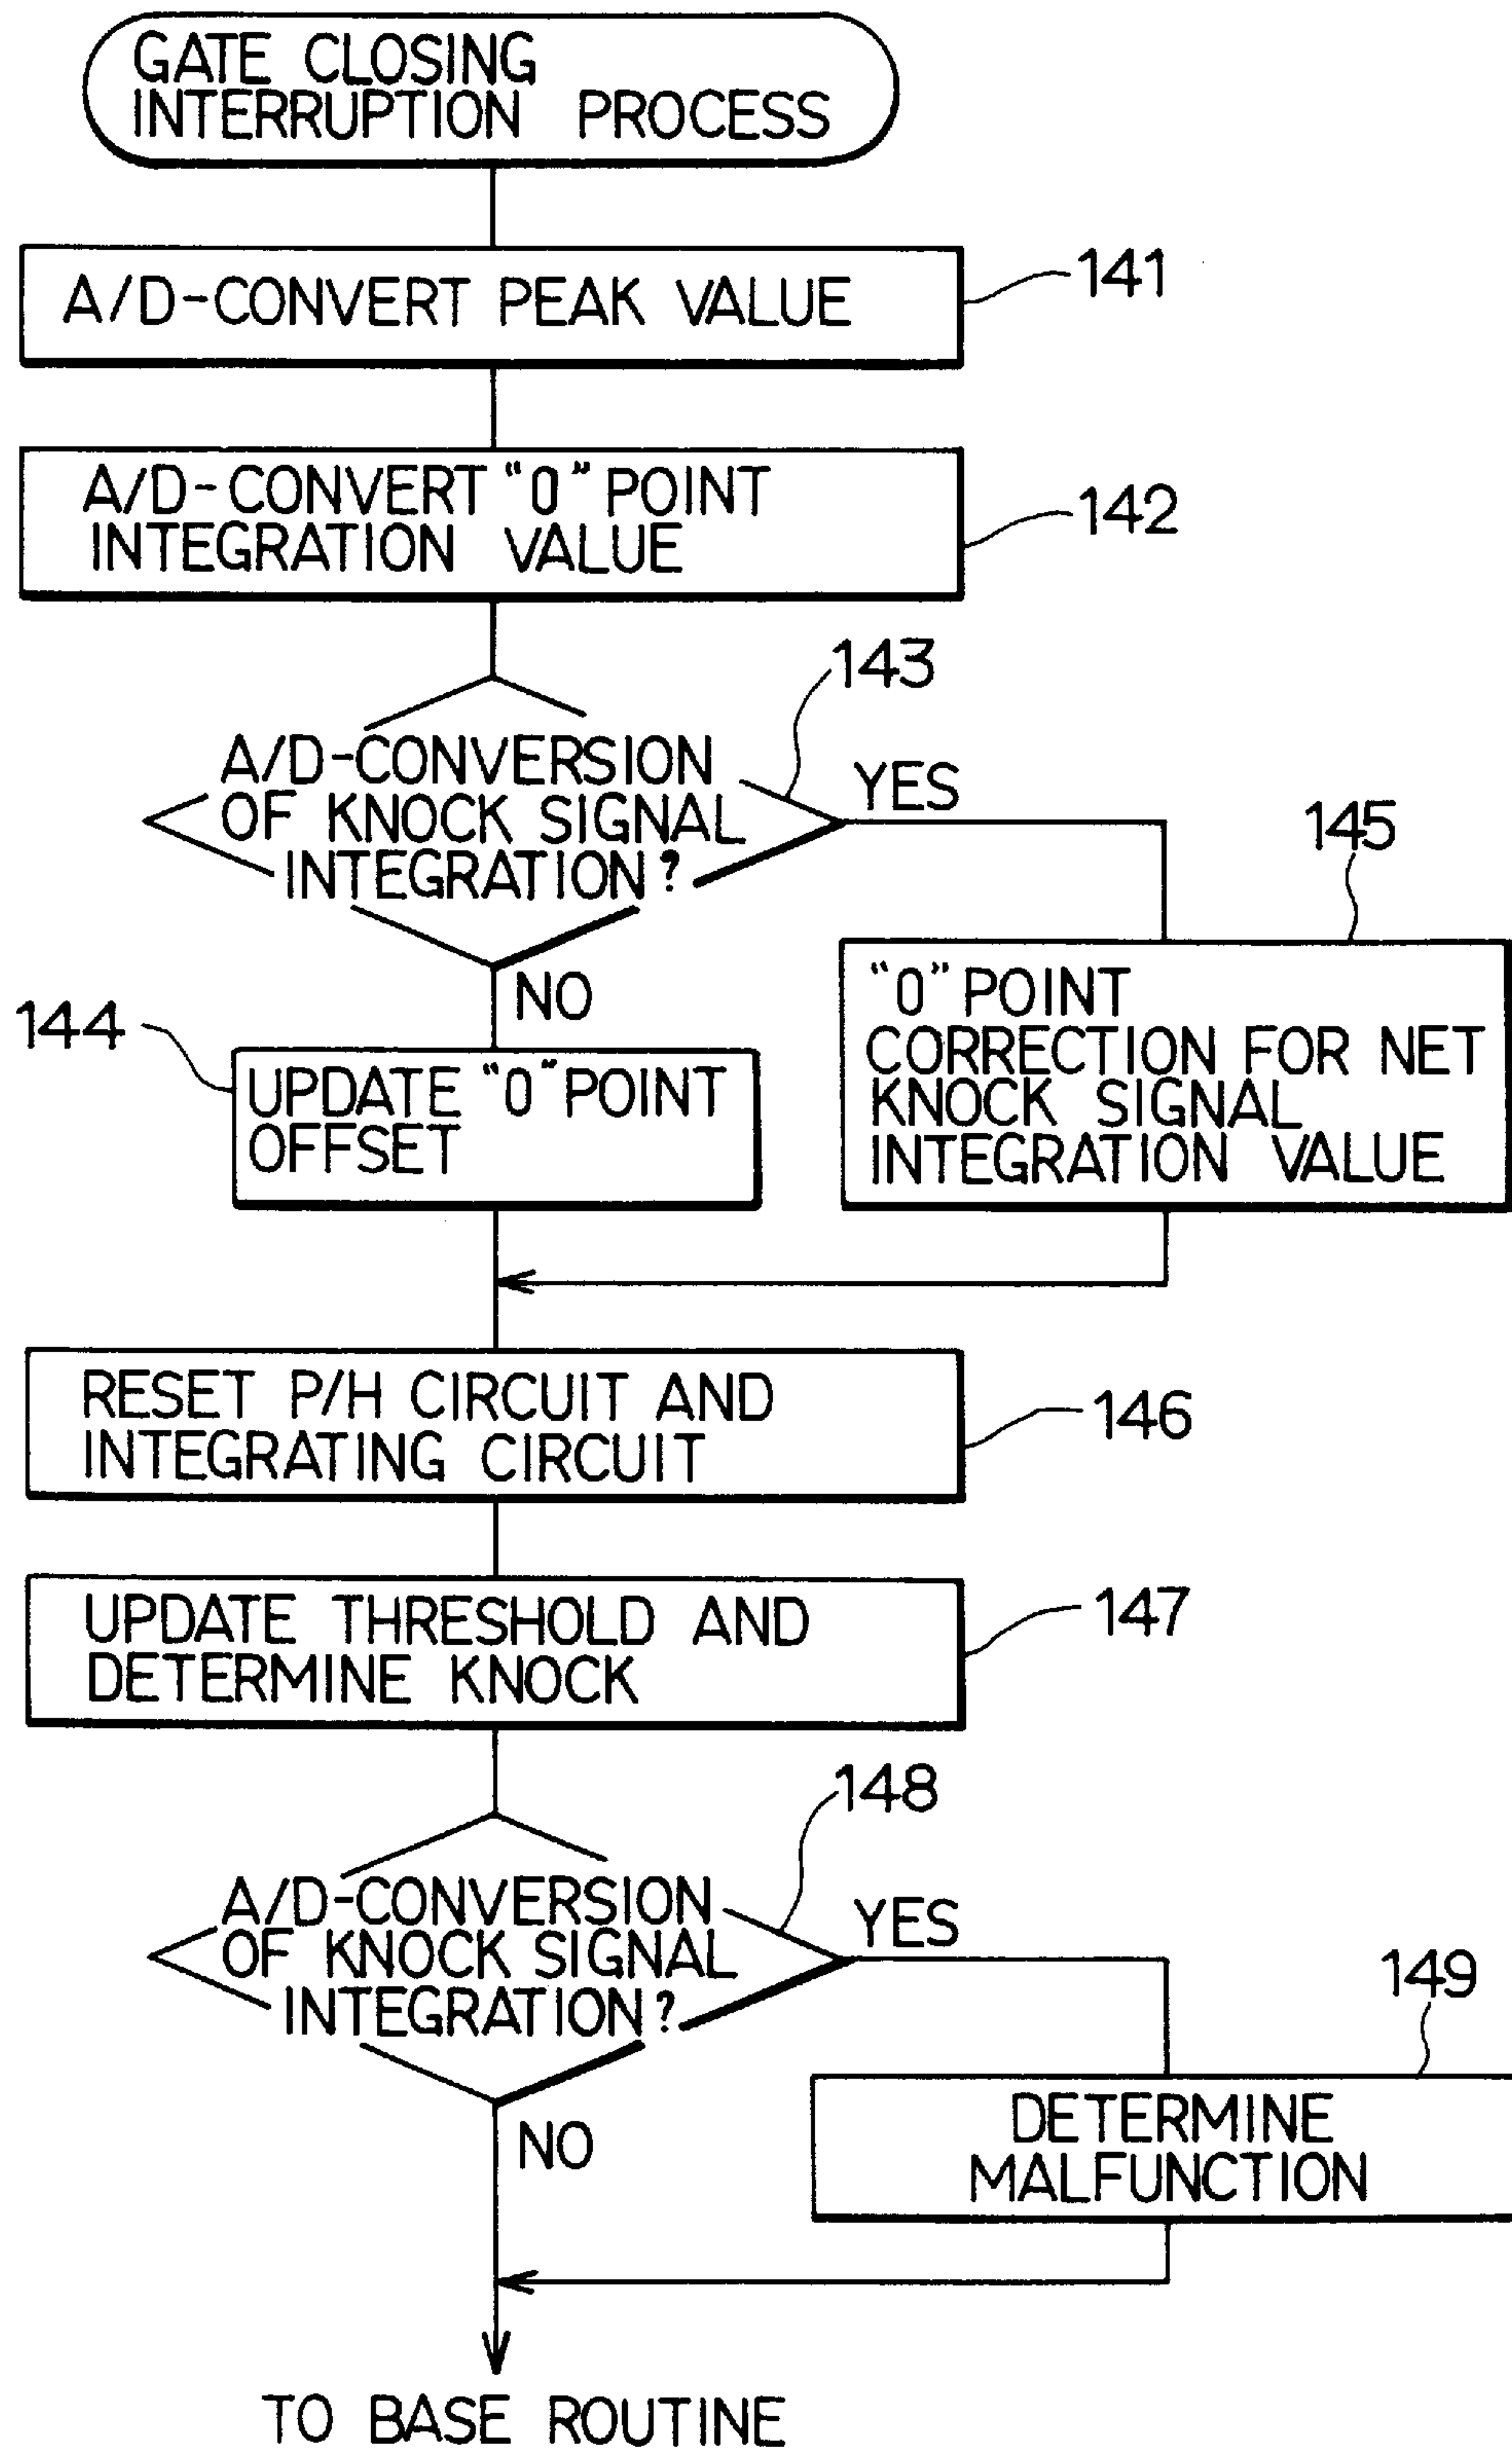 GATE CLOSING
INTERRUPTION PROCESS
A/D-CONVERT PEAK VALUE
141
A/D-CONVERT "0" POINT
INTEGRATION VALUE
142
143
A/D-CONVERSION
OF KNOCK SIGNAL
INTEGRATION?
YES
145
NO
144
UPDATE "0" POINT
OFFSET
"0" POINT
CORRECTION FOR NET
KNOCK SIGNAL
INTEGRATION VALUE
RESET P/H CIRCUIT AND
INTEGRATING CIRCUIT
146
UPDATE THRESHOLD AND
DETERMINE KNOCK
147
148
A/D-CONVERSION
OF KNOCK SIGNAL
INTEGRATION?
YES
149
NO
DETERMINE
MALFUNCTION
TO BASE ROUTINE